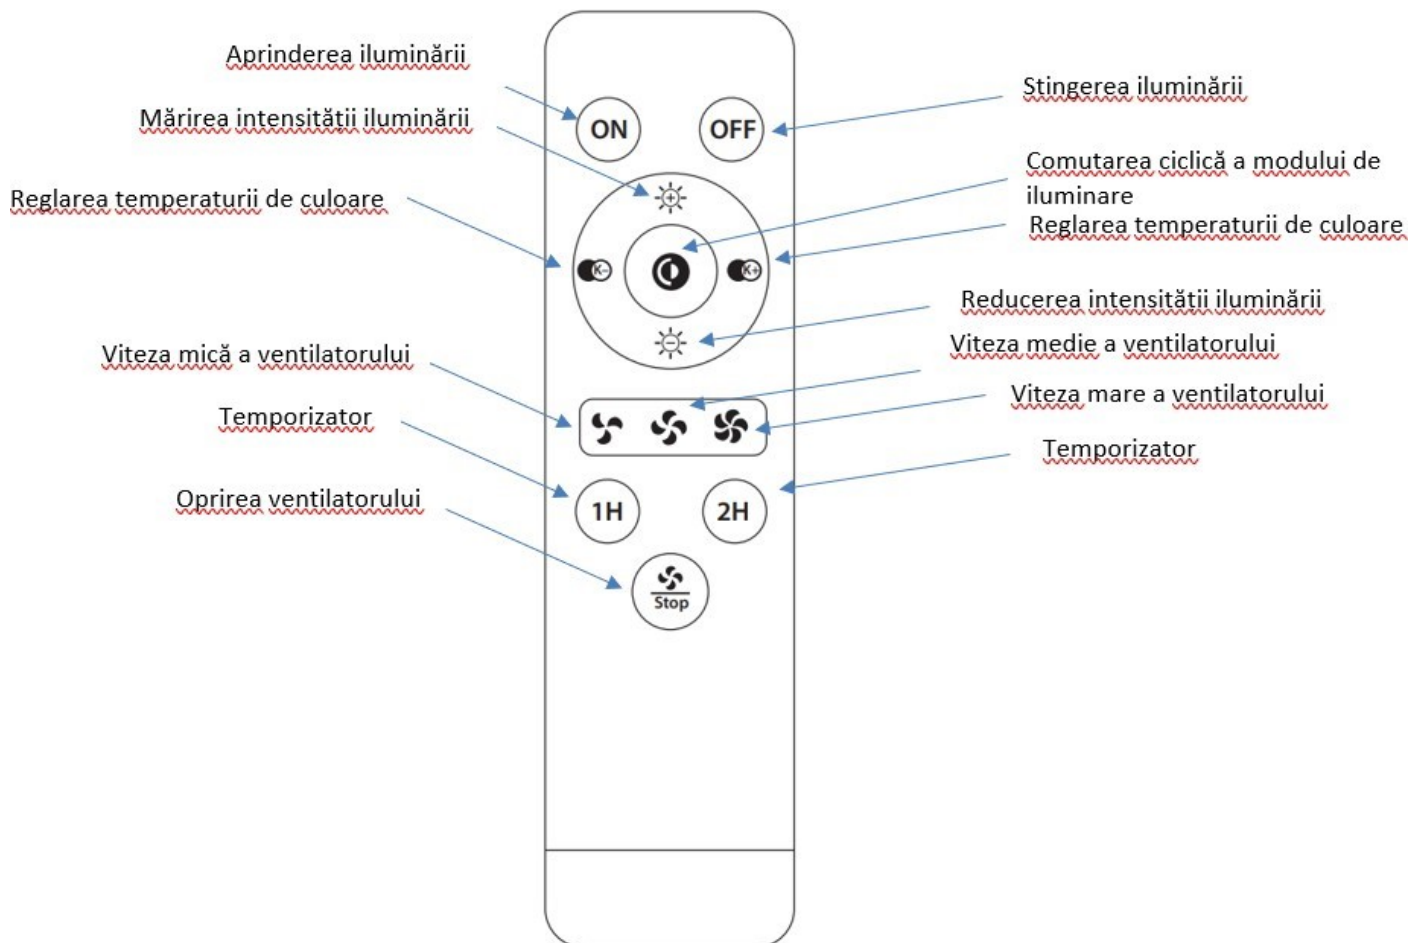 Aprinderea iluminării
Stingerea iluminării
Mărirea intensității iluminării
ON
OFF
Comutarea ciclică a modului de
iluminare
Reglarea temperaturii de culoare
Reglarea temperaturii de culoare
K-
K+
Reducerea intensității iluminării
Viteza mică a ventilatorului
Viteza medie a ventilatorului
Viteza mare a ventilatorului
Temporizator
Temporizator
Oprirea ventilatorului
1H
2H
Stop